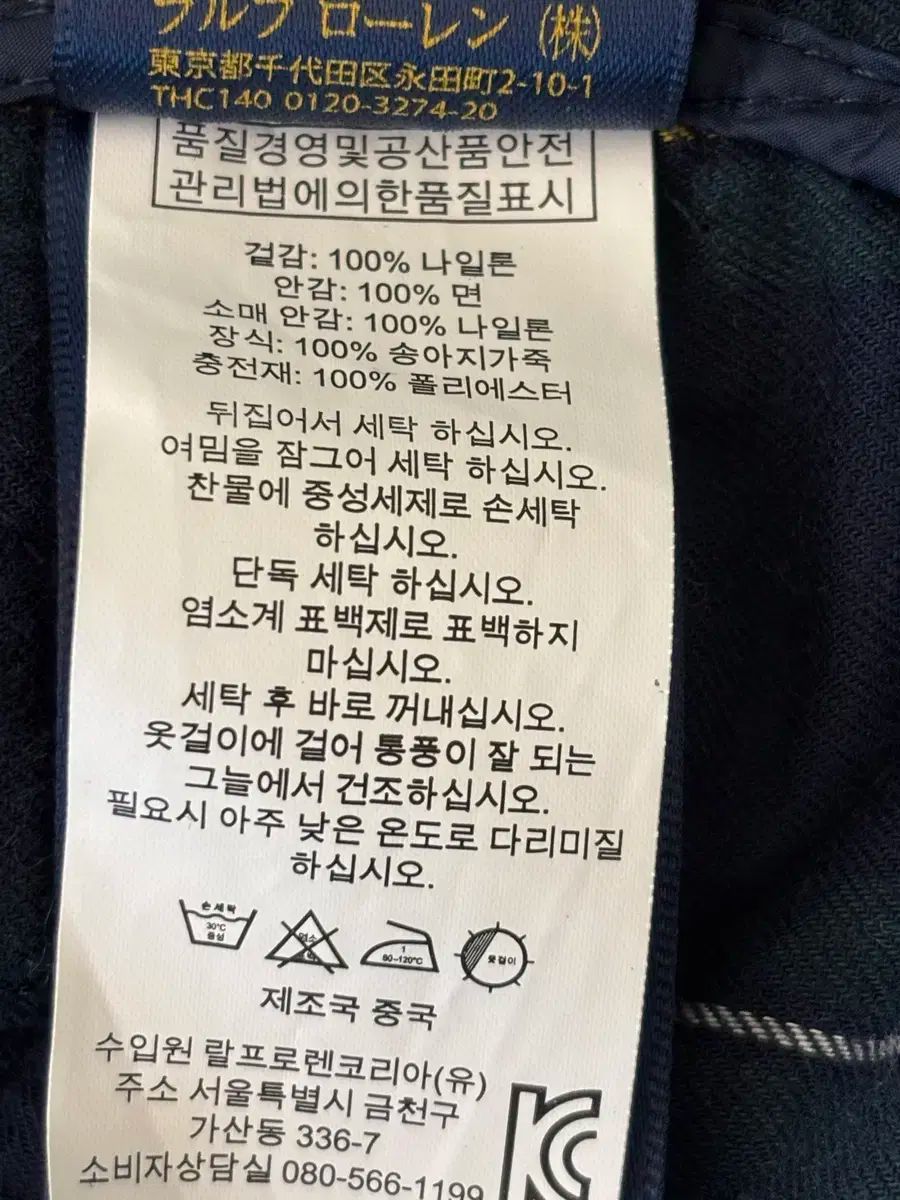 ラルフ ローレン (株)
東京都千代田区永田町2-10-1
THC140 0120-3274-20
품질경영및공산품안전
관리법에의한품질표시
겉감: 100% 나일론
안감: 100% 면
소매 안감: 100% 나일론
장식: 100% 송아지가죽
충전재: 100% 폴리에스터
뒤집어서 세탁 하십시오.
여밈을 잠그어 세탁 하십시오.
찬물에 중성세제로 손세탁
하십시오.
단독 세탁 하십시오.
염소계 표백제로 표백하지
마십시오.
세탁 후 바로 꺼내십시오.
옷걸이에 걸어 통풍이 잘 되는
그늘에서 건조하십시오.
필요시 아주 낮은 온도로 다리미질
하십시오.
손세탁
30℃
중성
염소
1
80~120℃
옷걸이
제조국 중국
수입원 랄프로렌코리아(유)
주소 서울특별시 금천구
가산동 336-7
소비자상담실 080-566-1199